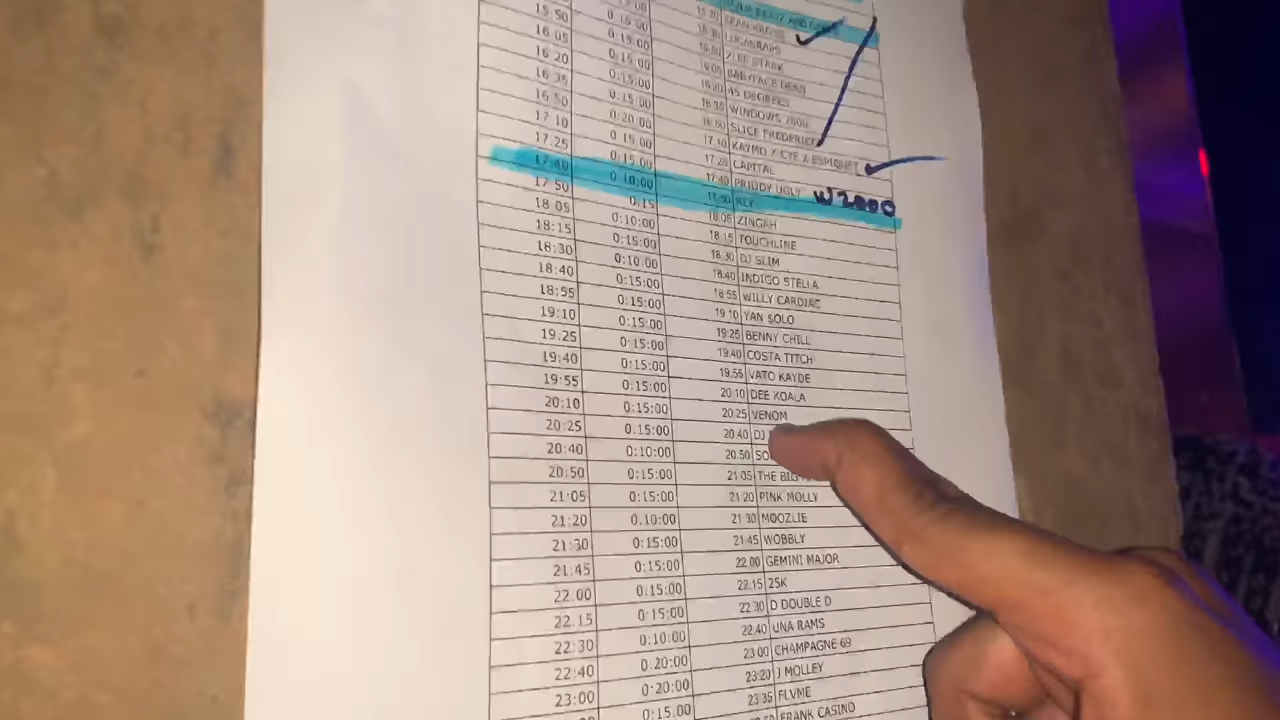 LUCASRAPS
0:15:00 15:50 2LEE STARK
15:50 0:15:00 16:05 BABYFACE
16:05 0:15:00 16:20 45 DEGREES
16:20 0:15:00 16:35 WINDOWS 2000
16:35 0:15:00 16:50 SLICE
16:50 0:20:00 17:10 KAYMO X CYE X
17:10 0:15:00 17:25 CAPITAL
17:25 0:15:00 17:40 PRIDDY UGLY
17:40 0:10:00 17:50 KLY W2000
17:50 0:15 18:05 ZINGAH
18:05 0:10:00 18:15 TOUCHLINE
18:15 0:15:00 18:30 DJ SLIM
18:30 0:10:00 18:40 INDIGO STELLA
18:40 0:15:00 18:55 WILLY CARDIAC
18:55 0:15:00 19:10 YAN SOLO
19:10 0:15:00 19:25 BENNY CHILL
19:25 0:15:00 19:40 COSTA TITCH
19:40 0:15:00 19:55 VATO KAYDE
19:55 0:15:00 20:10 DEE KOALA
20:10 0:15:00 20:25 VENOM
20:25 0:15:00 20:40 DJ
20:40 0:10:00 20:50 SO
20:50 0:15:00 21:05 THE BIG
21:05 0:15:00 21:20 PINK MOLLY
21:20 0:10:00 21:30 MOOZLIE
21:30 0:15:00 21:45 WOBBLY
21:45 0:15:00 22:00 GEMINI MAJOR
22:00 0:15:00 22:15 25K
22:15 0:15:00 22:30 D DOUBLE D
22:30 0:10:00 22:40 UNA RAMS
22:40 0:20:00 23:00 CHAMPAGNE 69
23:00 0:20:00 23:20 J MOLLEY
0:15:00 23:35 FLVME
FRANK CASINO